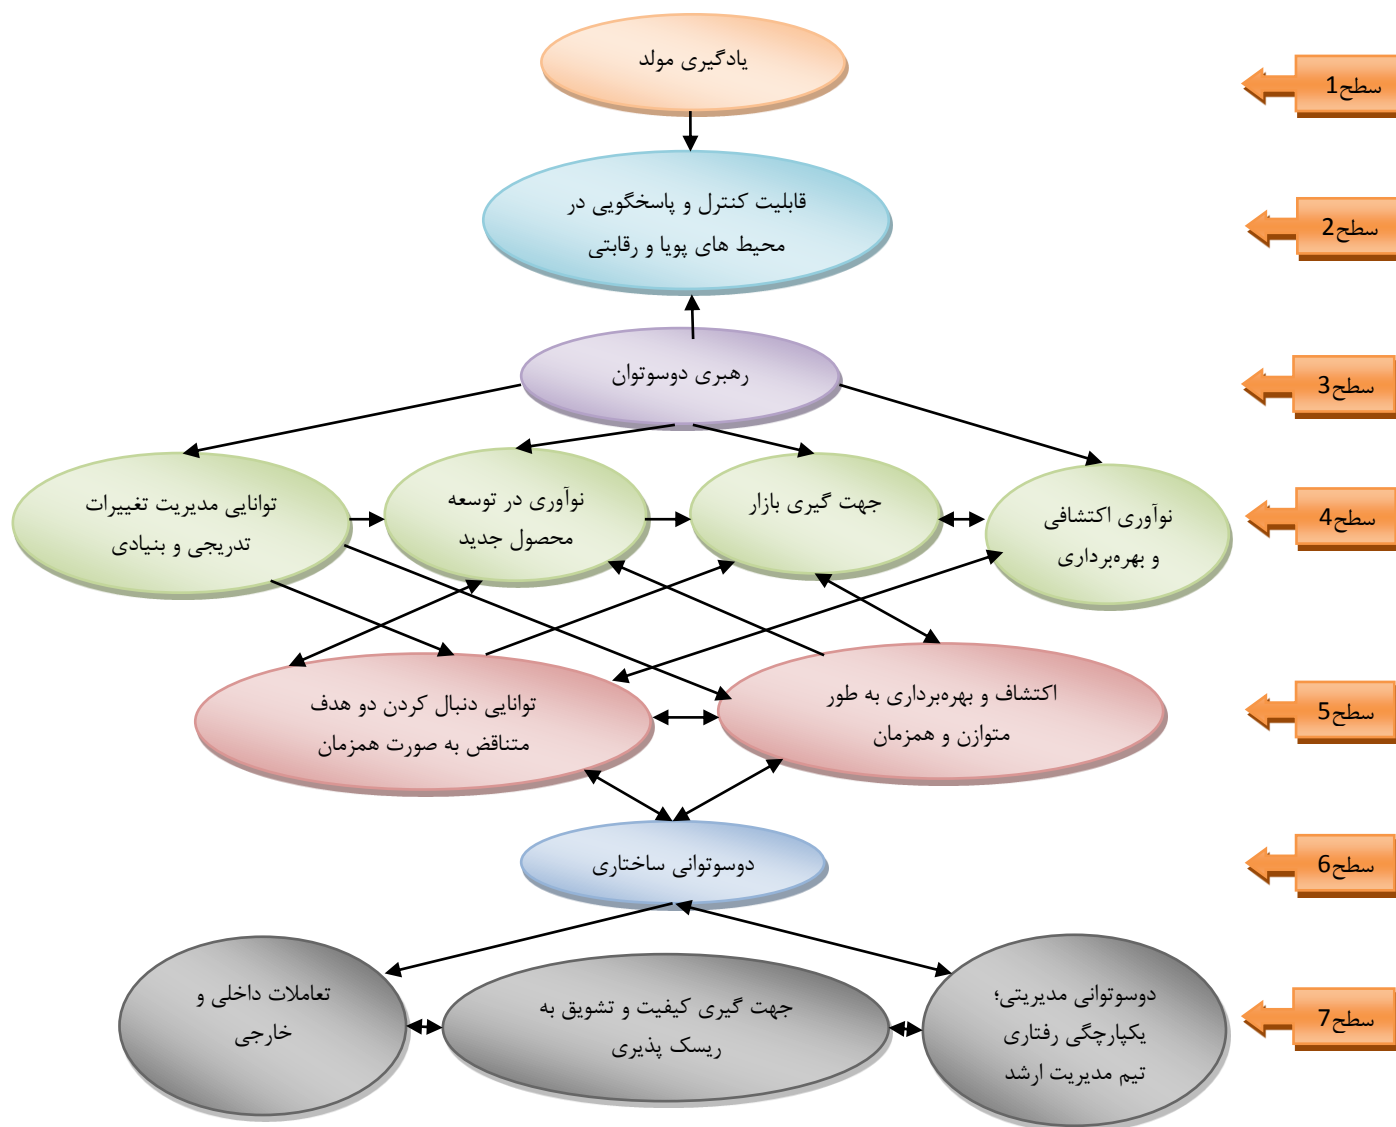 یادگیری مولد
سطح1
قابلیت کنترل و پاسخگویی در
محیط های پویا و رقابتی
سطح2
رهبری دوسوتوان
سطح3
نوآوری اکتشافی
و بهره‌برداری
جهت گیری بازار
نوآوری در توسعه
محصول جدید
توانایی مدیریت تغییرات
تدریجی و بنیادی
سطح4
اکتشاف و بهره‌برداری به طور
متوازن و همزمان
توانایی دنبال کردن دو هدف
متناقض به صورت همزمان
سطح5
دوسوتوانی ساختاری
سطح6
دوسوتوانی مدیریتی؛
یکپارچگی رفتاری
تیم مدیریت ارشد
جهت گیری کیفیت و تشویق به
ریسک پذیری
تعاملات داخلی و
خارجی
سطح7